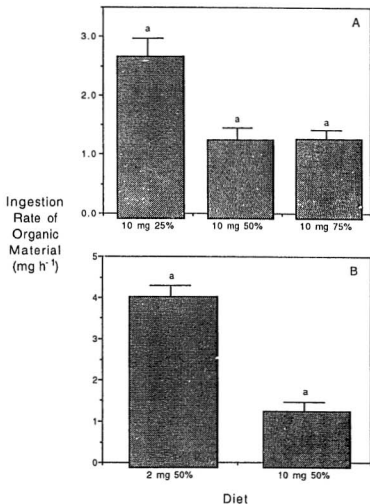 A
3.0
2.0
1.0
0.0
a
a
a
10 mg 25%
10 mg 50%
10 mg 75%
Ingestion
Rate of
Organic
Material
(mg h⁻¹)
B
5
4
3
2
1
0
a
a
2 mg 50%
10 mg 50%
Diet